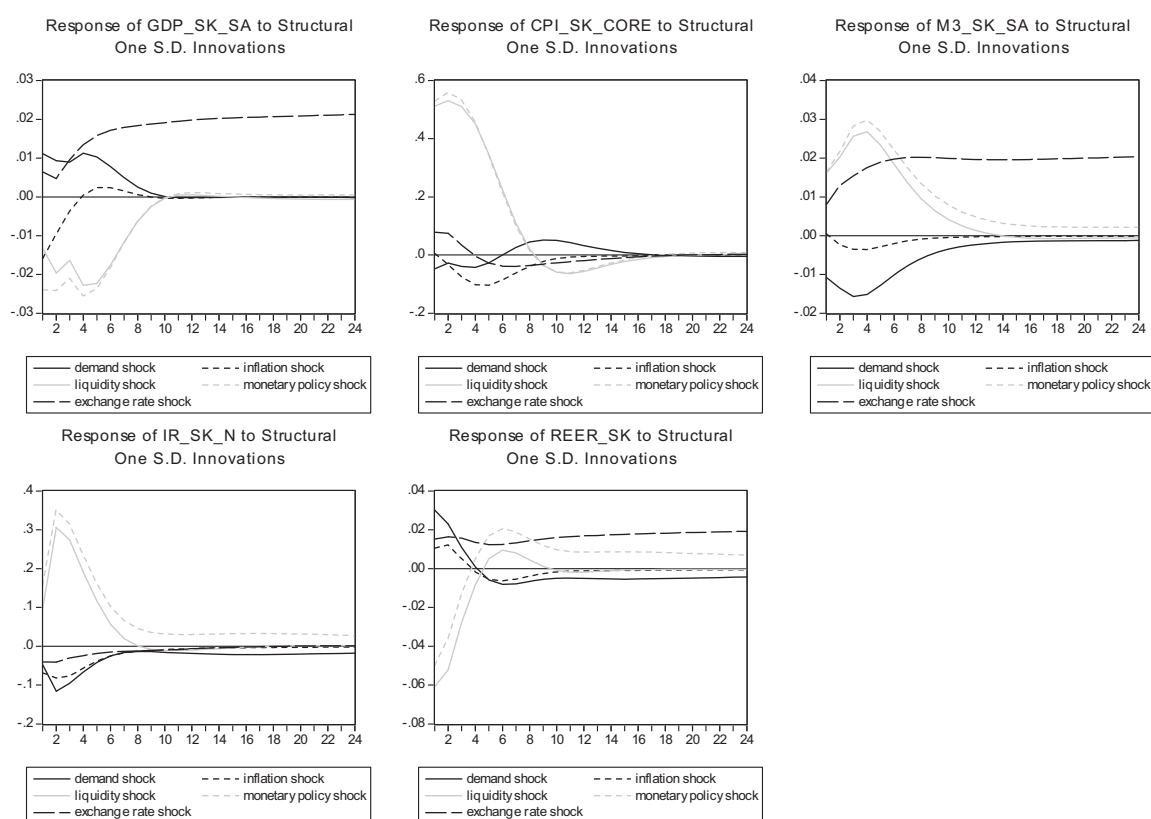 Response of GDP_SK_SA to Structural
One S.D. Innovations
.03
.02
.01
.00
-.01
-.02
-.03
2 4 6 8 10 12 14 16 18 20 22 24
demand shock inflation shock
liquidity shock monetary policy shock
exchange rate shock
Response of CPI_SK_CORE to Structural
One S.D. Innovations
.6
.4
.2
.0
-.2
2 4 6 8 10 12 14 16 18 20 22 24
demand shock inflation shock
liquidity shock monetary policy shock
exchange rate shock
Response of M3_SK_SA to Structural
One S.D. Innovations
.04
.03
.02
.01
.00
-.01
.02
2 4 6 8 10 12 14 16 18 20 22 24
demand shock inflation shock
liquidity shock monetary policy shock
exchange rate shock
Response of IR_SK_N to Structural
One S.D. Innovations
.4
.3
.2
.1
.0
-.1
-.2
2 4 6 8 10 12 14 16 18 20 22 24
demand shock inflation shock
liquidity shock monetary policy shock
exchange rate shock
Response of REER_SK to Structural
One S.D. Innovations
.04
.02
.00
-.02
-.04
-.06
-.08
2 4 6 8 10 12 14 16 18 20 22 24
demand shock inflation shock
liquidity shock monetary policy shock
exchange rate shock